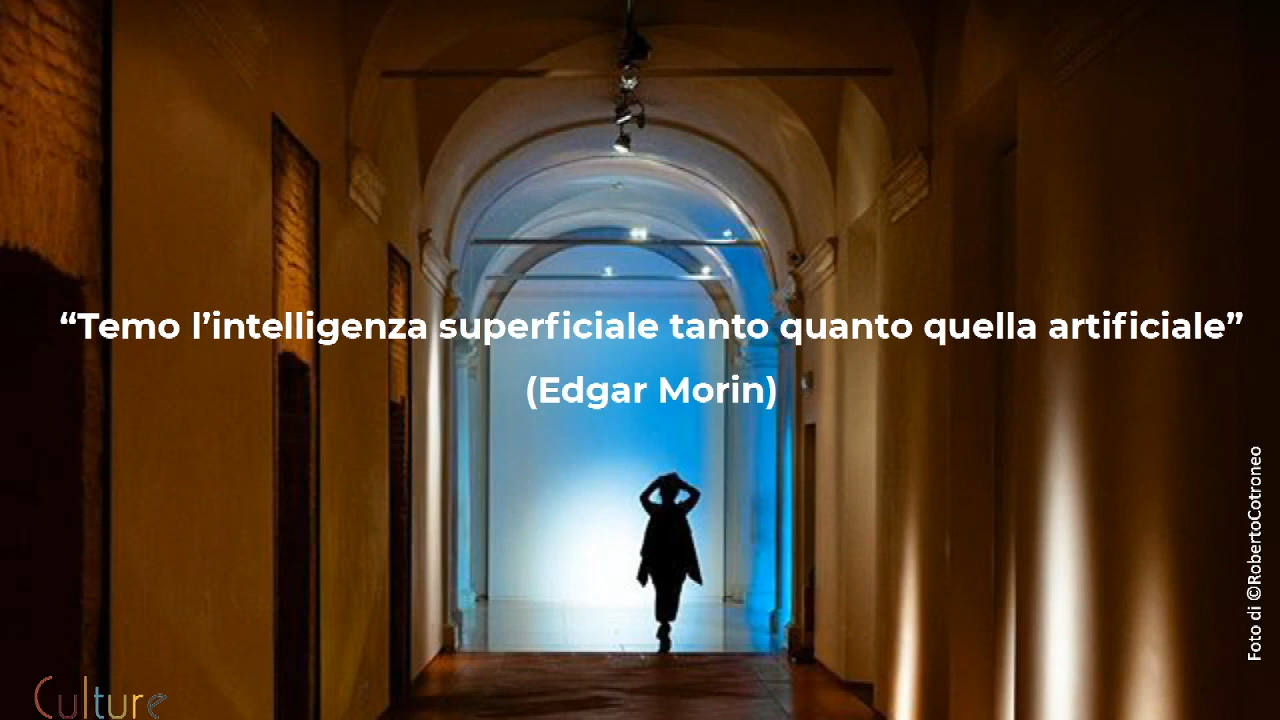 “Temo l’intelligenza superficiale tanto quanto quella artificiale”
(Edgar Morin)
Foto di ©RobertoCotroneo
Culture